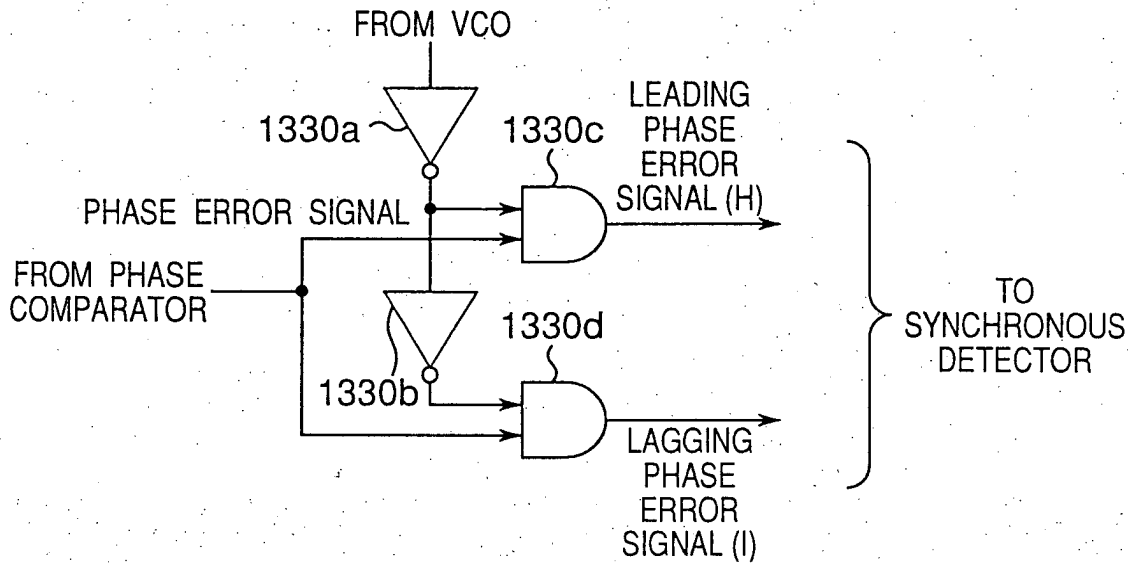 FROM VCO
1330a
1330c
LEADING
PHASE
ERROR
SIGNAL (H)
PHASE ERROR SIGNAL
FROM PHASE
COMPARATOR
1330b
1330d
TO
SYNCHRONOUS
DETECTOR
LAGGING
PHASE
ERROR
SIGNAL (I)